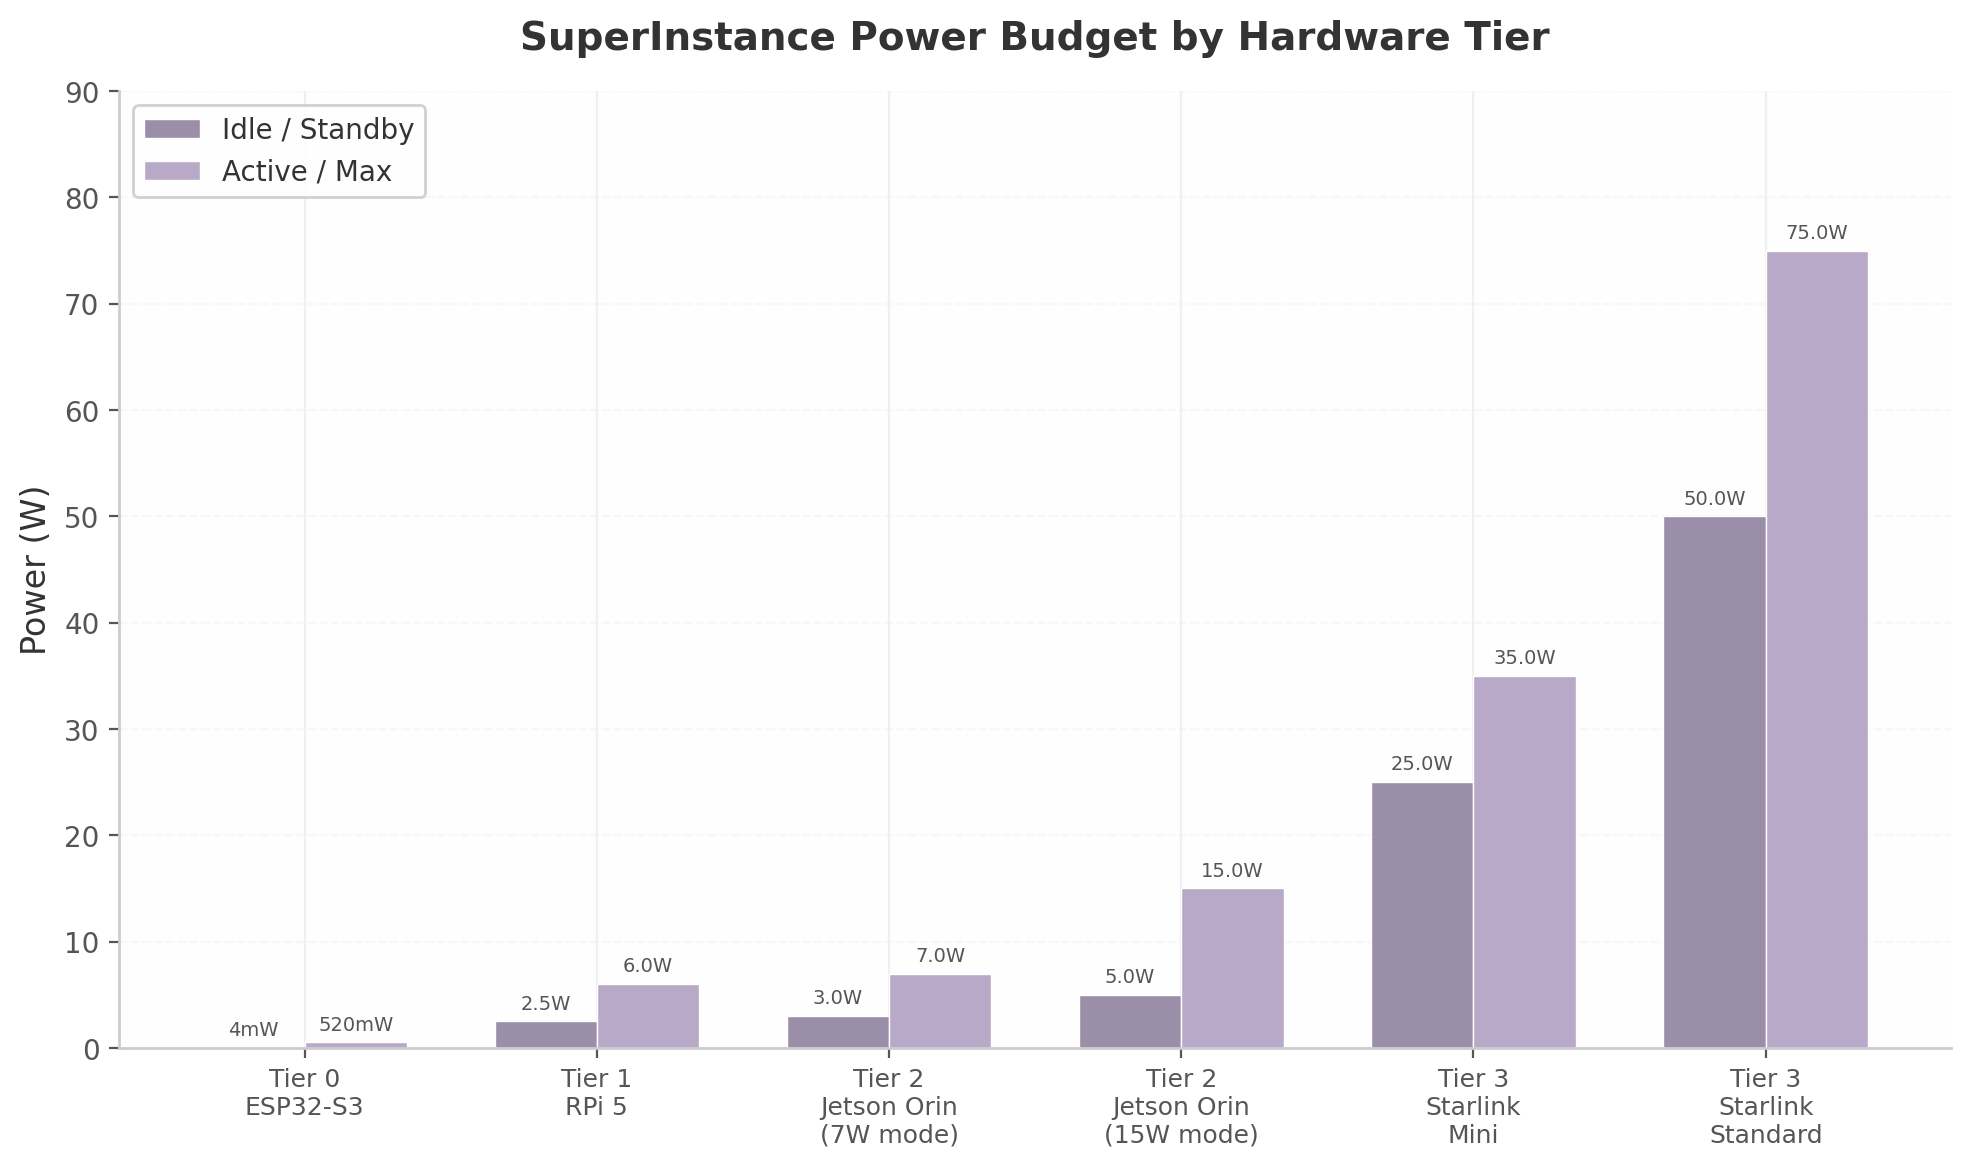 SuperInstance Power Budget by Hardware Tier
Idle / Standby
Active / Max
Power (W)
90
80
70
60
50
40
30
20
10
0
4mW
520mW
2.5W
6.0W
3.0W
7.0W
5.0W
15.0W
25.0W
35.0W
50.0W
75.0W
Tier 0
ESP32-S3
Tier 1
RPi 5
Tier 2
Jetson Orin
(7W mode)
Tier 2
Jetson Orin
(15W mode)
Tier 3
Starlink
Mini
Tier 3
Starlink
Standard